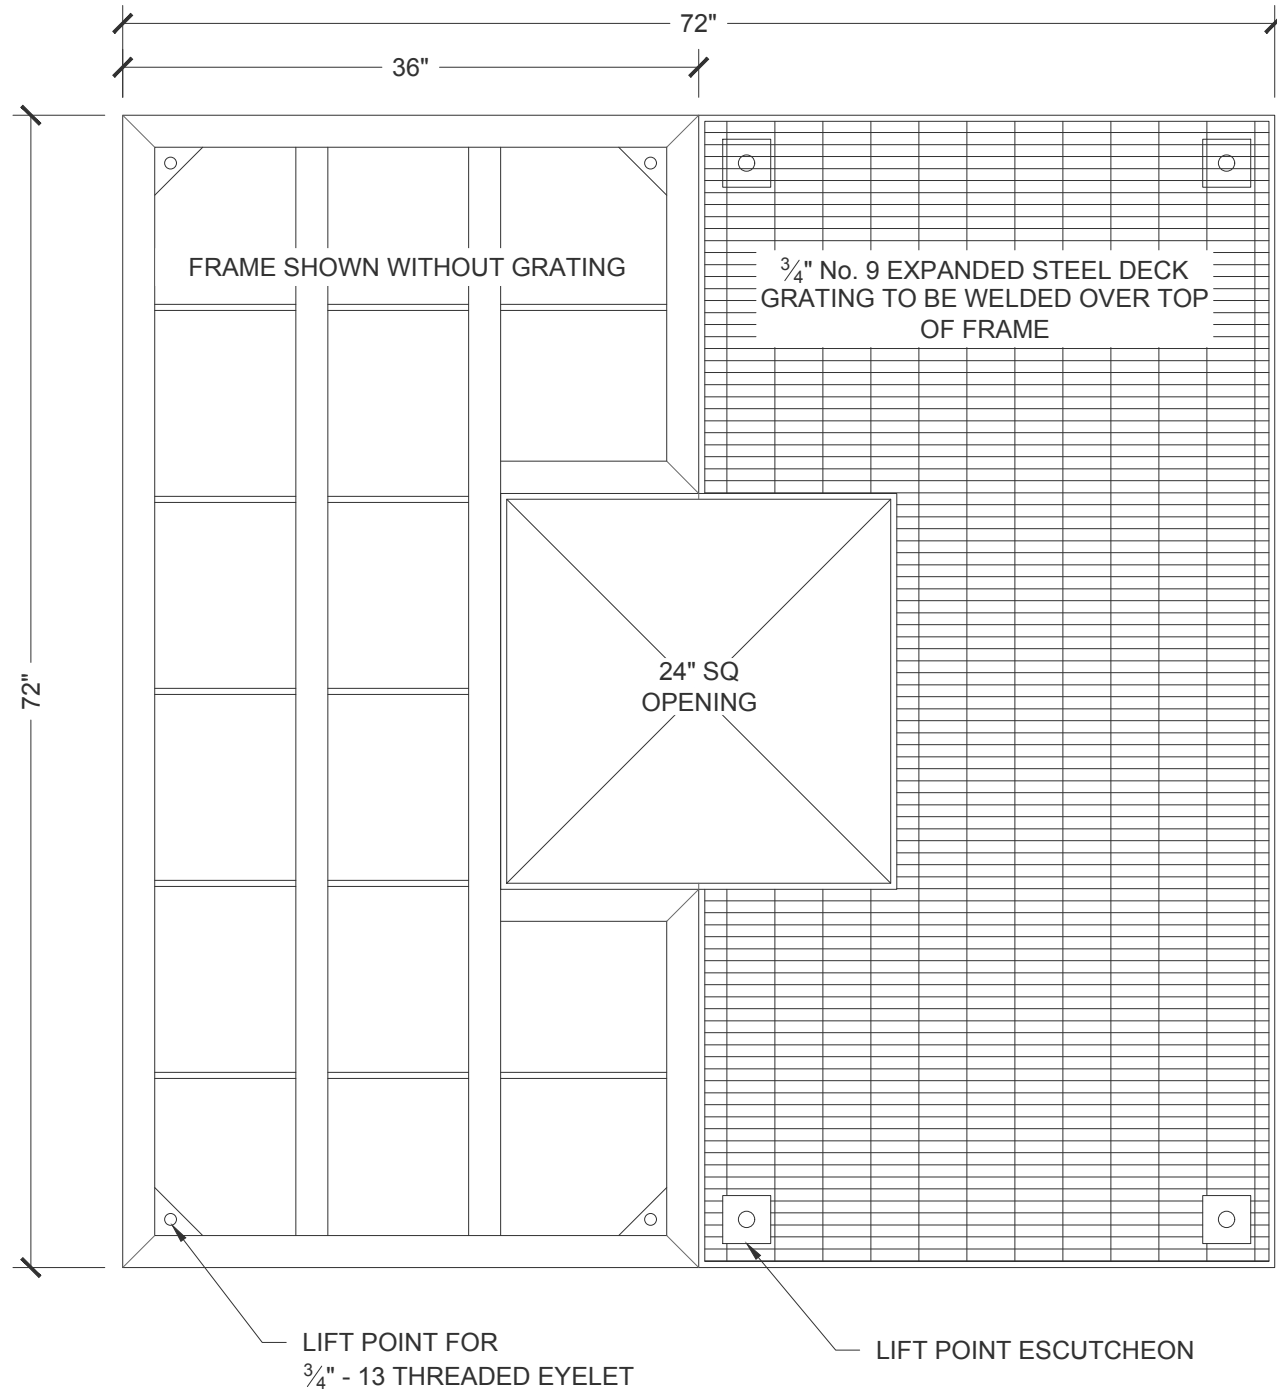 72"
36"
FRAME SHOWN WITHOUT GRATING
¾" No. 9 EXPANDED STEEL DECK
GRATING TO BE WELDED OVER TOP
OF FRAME
72"
24" SQ
OPENING
LIFT POINT FOR
¾" - 13 THREADED EYELET
LIFT POINT ESCUTCHEON